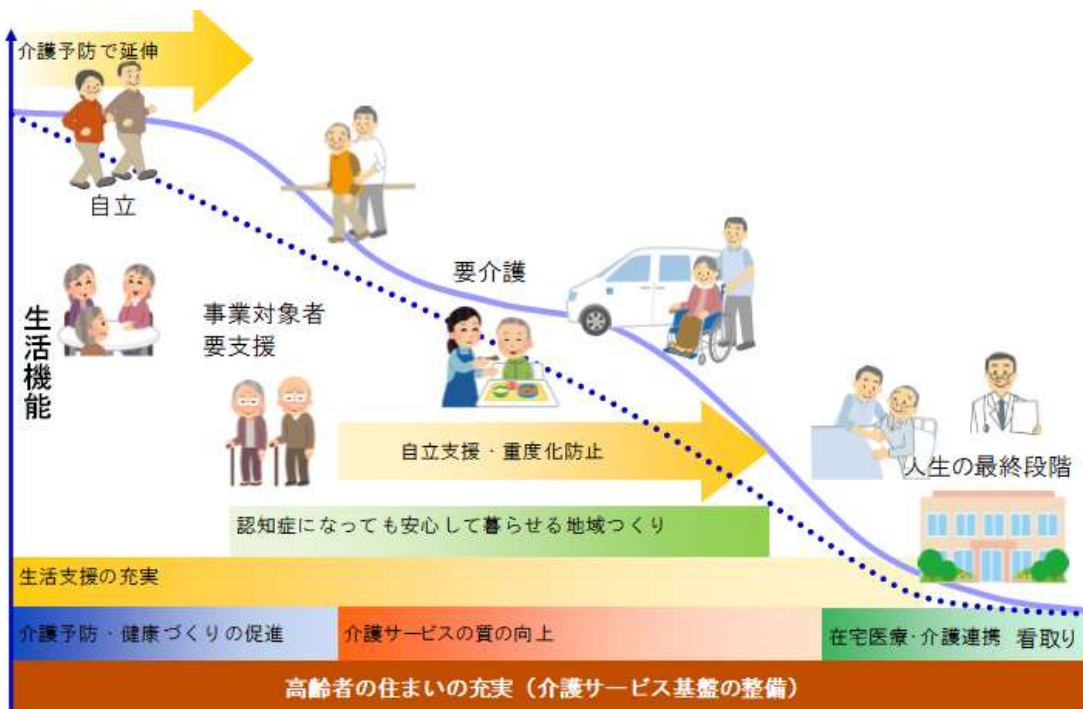 介護予防で延伸
自立
生活機能
要介護
事業対象者
要支援
自立支援・重度化防止
人生の最終段階
認知症になっても安心して暮らせる地域つくり
生活支援の充実
介護予防・健康づくりの促進
介護サービスの質の向上
在宅医療・介護連携
看取り
高齢者の住まいの充実（介護サービス基盤の整備）